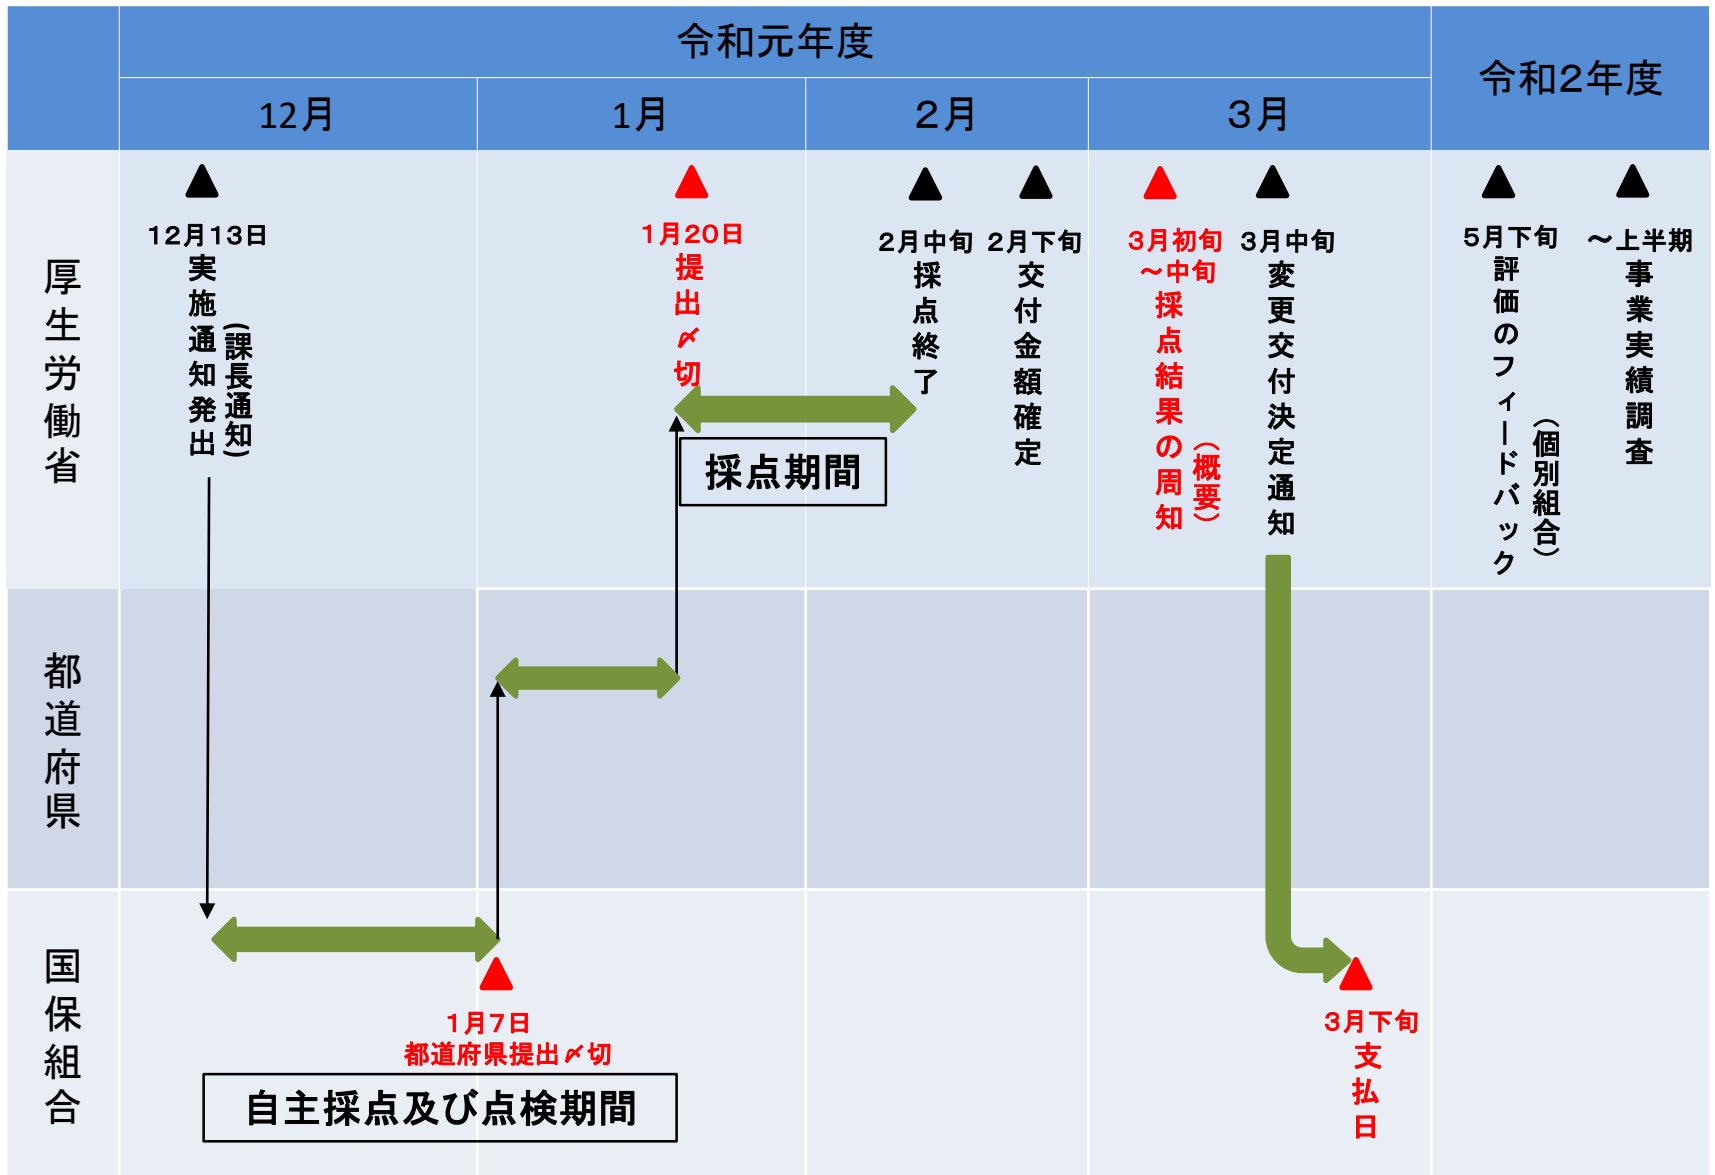 令和元年度
令和２年度
12月
1月
２月
３月
厚生労働省
12月13日
実施通知発出
(課長通知)
1月20日
提出〆切
採点期間
2月中旬
採点終了
2月下旬
交付金額確定
3月初旬
～中旬
採点結果の周知
（概要）
3月中旬
変更交付決定通知
5月下旬
評価のフィードバック
（個別組合）
～上半期
事業実績調査
都道府県
国保組合
1月7日
都道府県提出〆切
自主採点及び点検期間
3月下旬
支払日